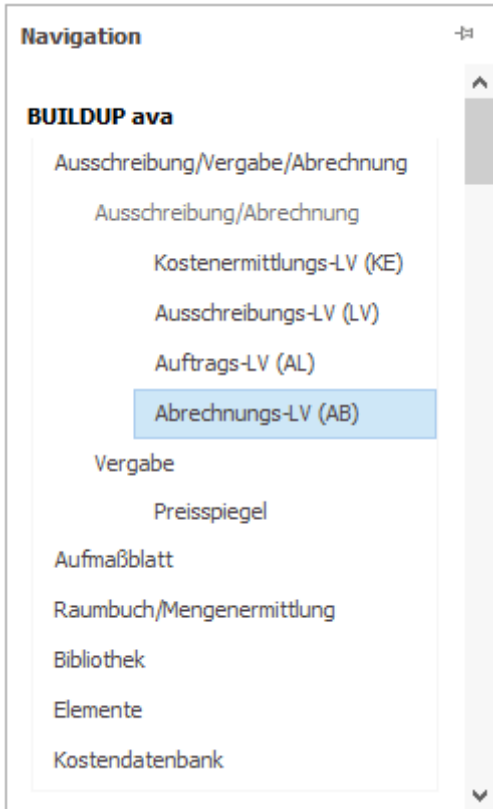 Navigation
BUILDUP ava
Ausschreibung/Vergabe/Abrechnung
Ausschreibung/Abrechnung
Kostenermittlungs-LV (KE)
Ausschreibungs-LV (LV)
Auftrags-LV (AL)
Abrechnungs-LV (AB)
Vergabe
Preisspiegel
Aufmaßblatt
Raumbuch/Mengenermittlung
Bibliothek
Elemente
Kostendatenbank